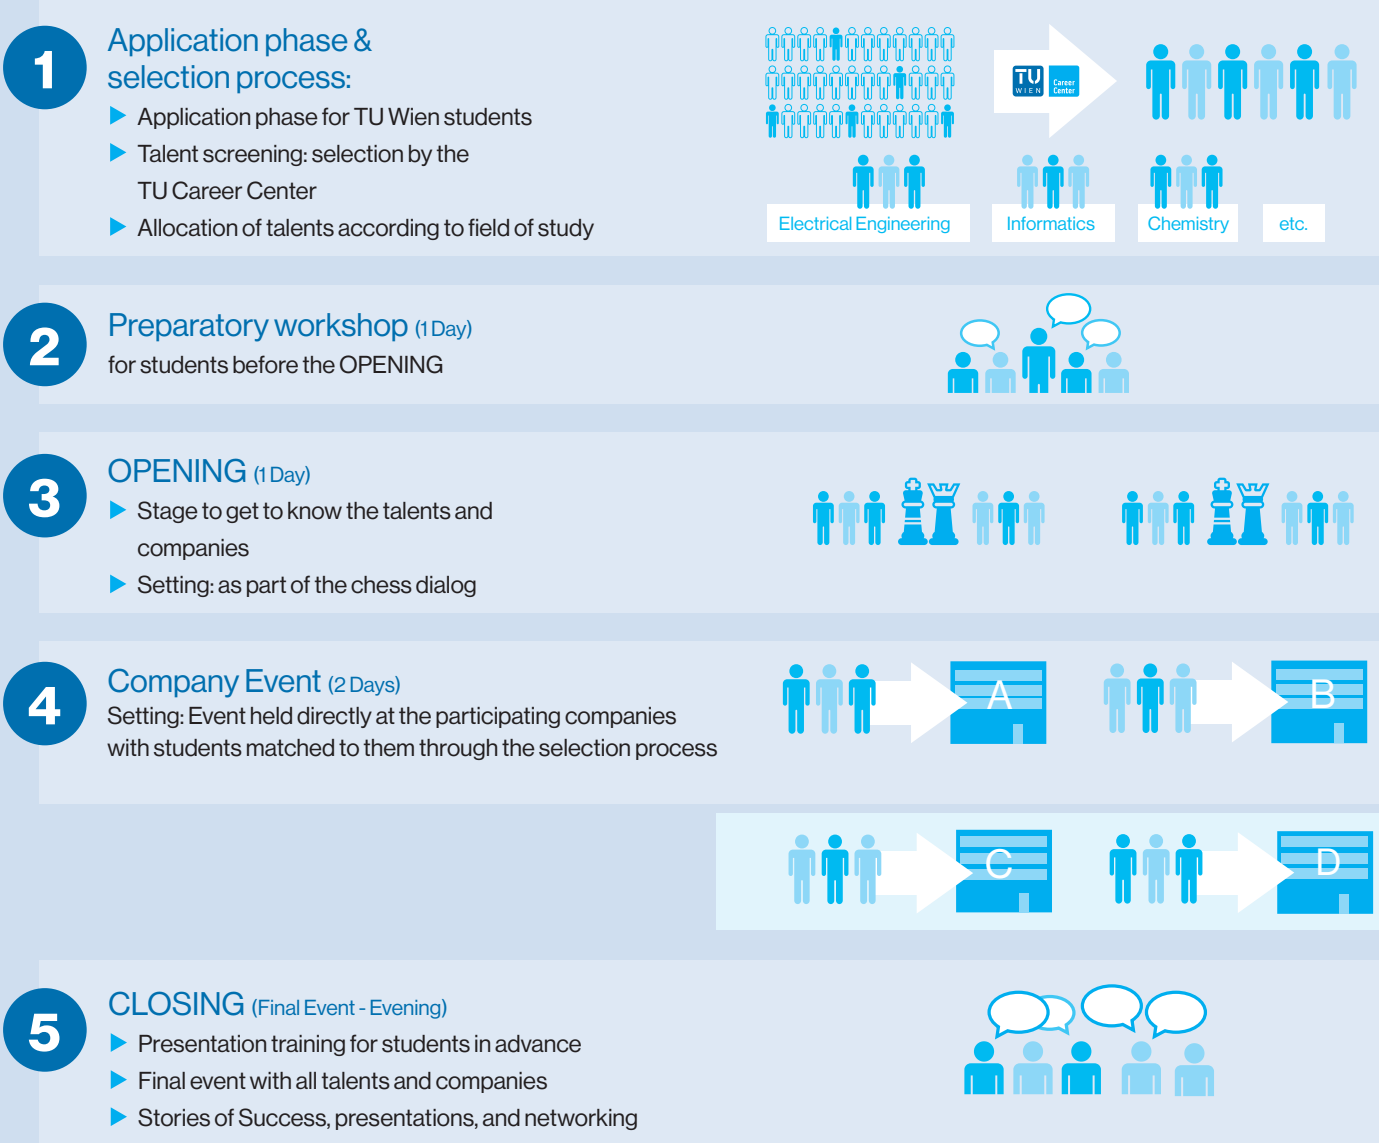 1
Application phase &
selection process:
Application phase for TU Wien students
Talent screening: selection by the
TU Career Center
Allocation of talents according to field of study
TU
WIEN
Career
Center
Electrical Engineering
Informatics
Chemistry
etc.
2
Preparatory workshop (1 Day)
for students before the OPENING
3
OPENING (1 Day)
Stage to get to know the talents and
companies
Setting: as part of the chess dialog
4
Company Event (2 Days)
Setting: Event held directly at the participating companies
with students matched to them through the selection process
A
B
C
D
5
CLOSING (Final Event - Evening)
Presentation training for students in advance
Final event with all talents and companies
Stories of Success, presentations, and networking